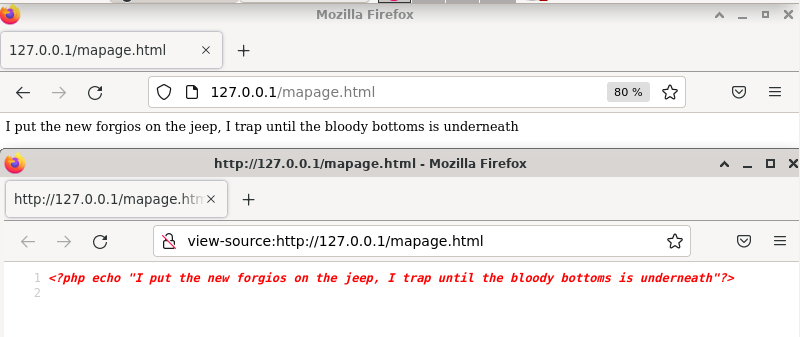 Mozilla Firefox
127.0.0.1/mapage.html
127.0.0.1/mapage.html
80 %
I put the new forgios on the jeep, I trap until the bloody bottoms is underneath
http://127.0.0.1/mapage.html - Mozilla Firefox
http://127.0.0.1/mapage.htm
view-source:http://127.0.0.1/mapage.html
1 <?php echo "I put the new forgios on the jeep, I trap until the bloody bottoms is underneath"?>
2